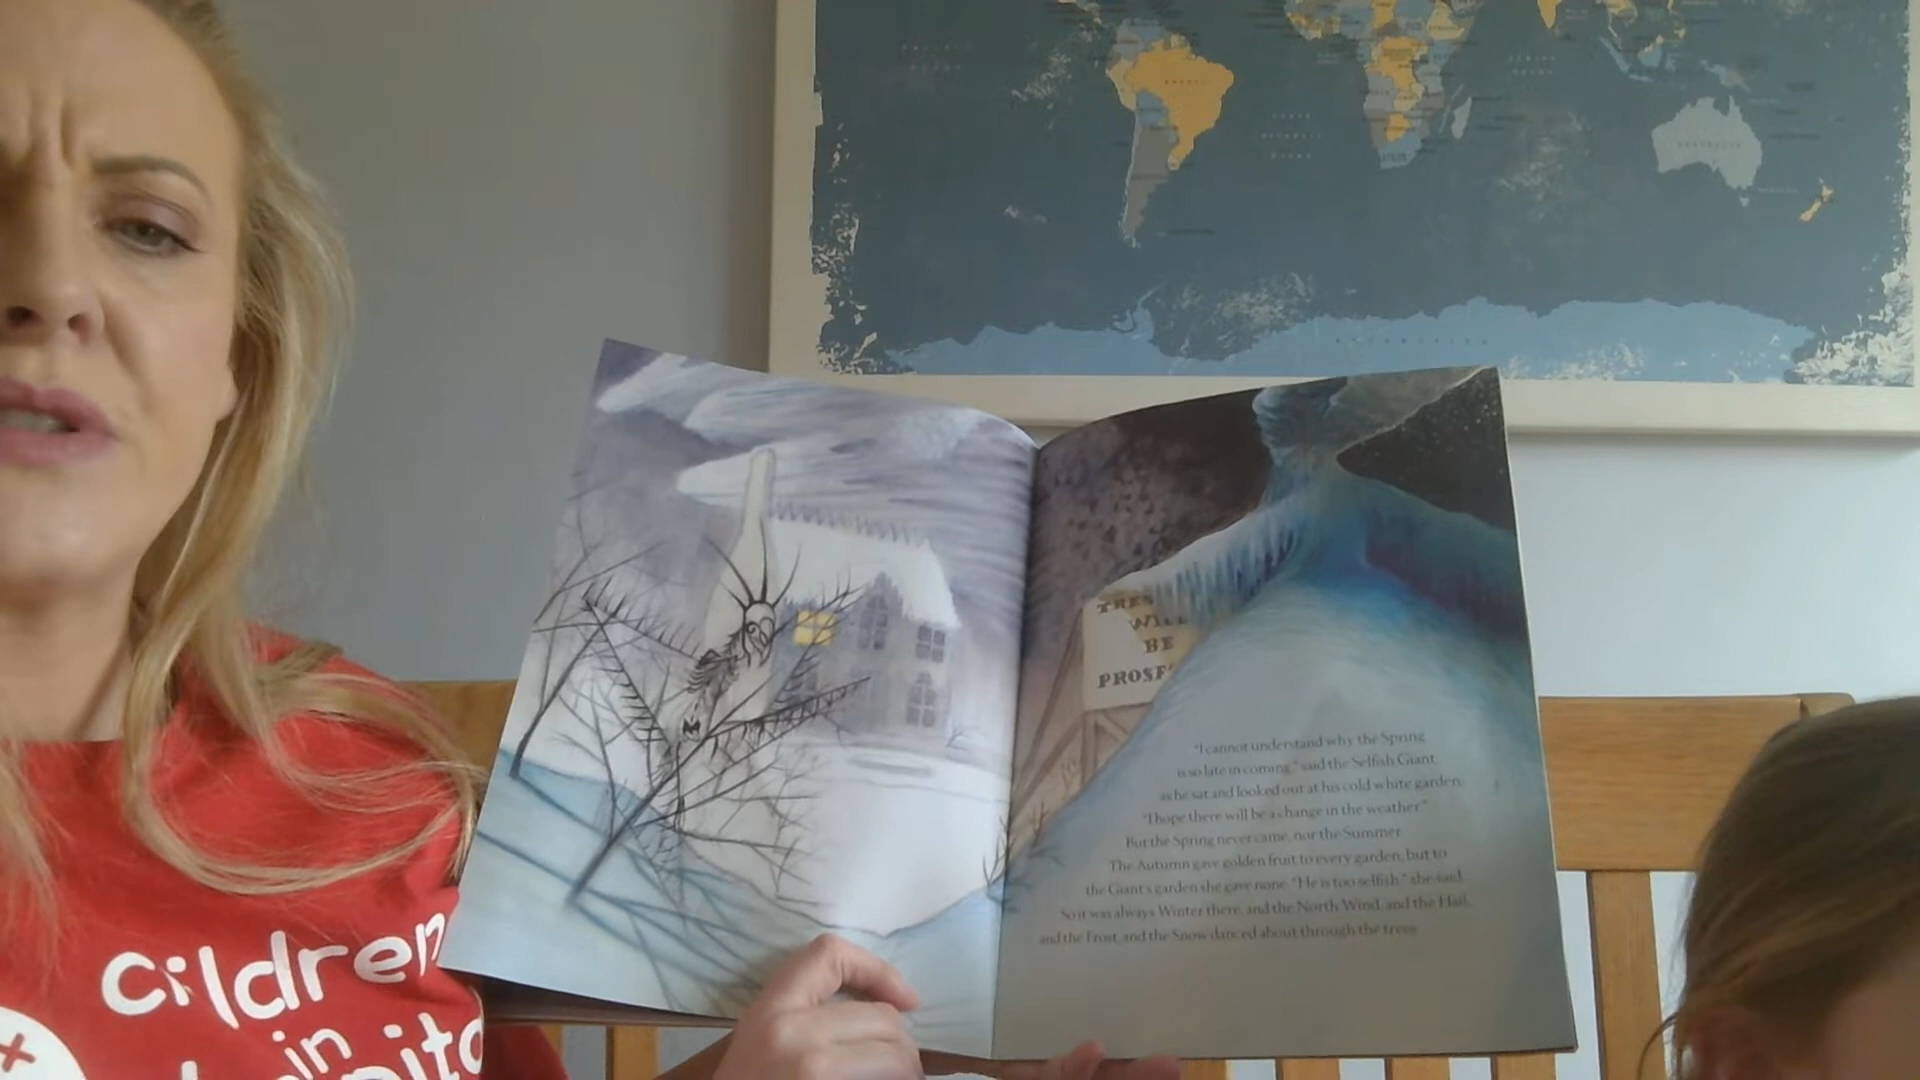 BRAZIL
AUSTRALIA
TRES
WILL
BE
PROSE
"I cannot understand why the Spring
is so late in coming," said the Selfish Giant,
as he sat and looked out at his cold white garden;
"I hope there will be a change in the weather."
But the Spring never came, nor the Summer.
The Autumn gave golden fruit to every garden, but to
the Giant's garden she gave none. "He is too selfish," she said.
So it was always Winter there, and the North Wind, and the Hail,
and the Frost, and the Snow danced about through the trees.
cildren
in